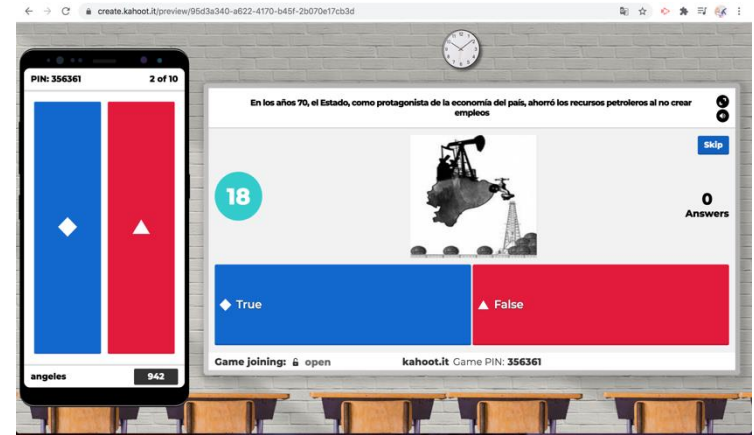 create.kahoot.it/preview/95d3a340-a622-4170-b45f-2b070e17cb3d
PIN: 356361 2 of 10
En los años 70, el Estado, como protagonista de la economía del país, ahorró los recursos petroleros al no crear
empleos
Skip
18
0
Answers
True
False
Game joining: open kahoot.it Game PIN: 356361
angeles 942